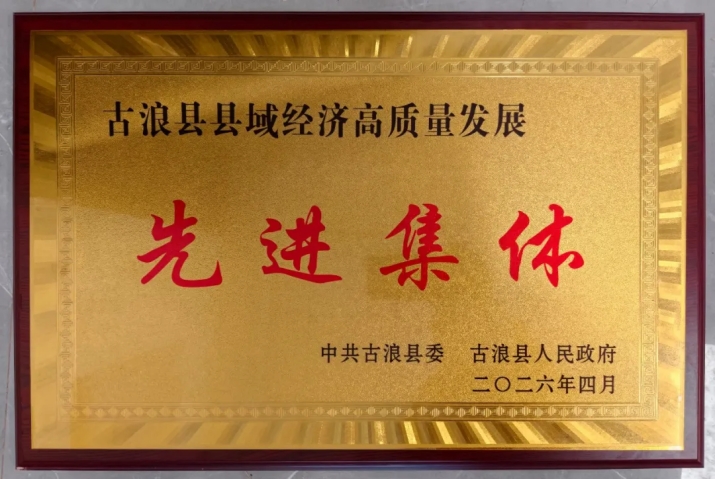 古浪县县域经济高质量发展
先进集体
中共古浪县委 古浪县人民政府
二〇二六年四月